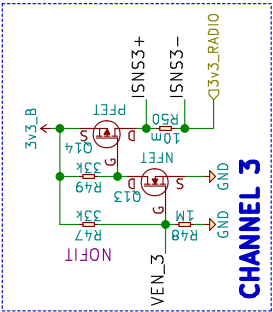 ISNS3+
ISNS3-
3v3_RADIO
3v3_B
PFET
R50
10m
S
D
Q14
G
NFET
33k
R49
D
S
Q13
GND
G
33k
R47
1M
R48
GND
NOFIT
VEN_3
CHANNEL 3